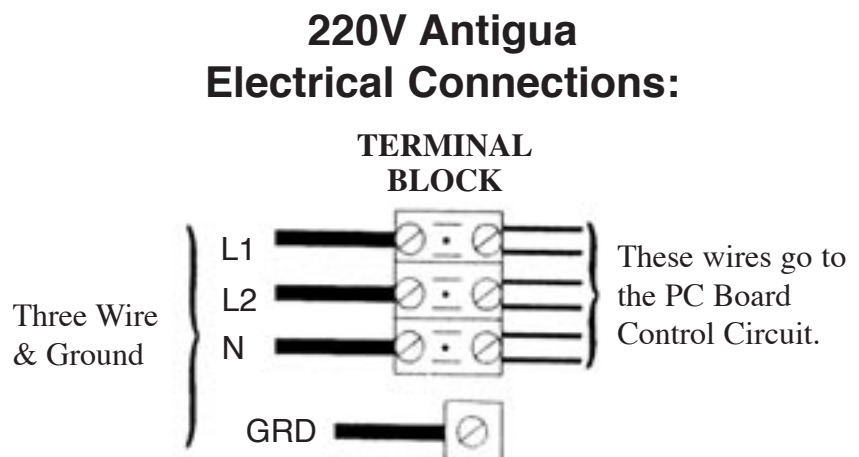 220V Antigua
Electrical Connections:
TERMINAL
BLOCK
L1
L2
N
GRD
Three Wire
& Ground
These wires go to
the PC Board
Control Circuit.